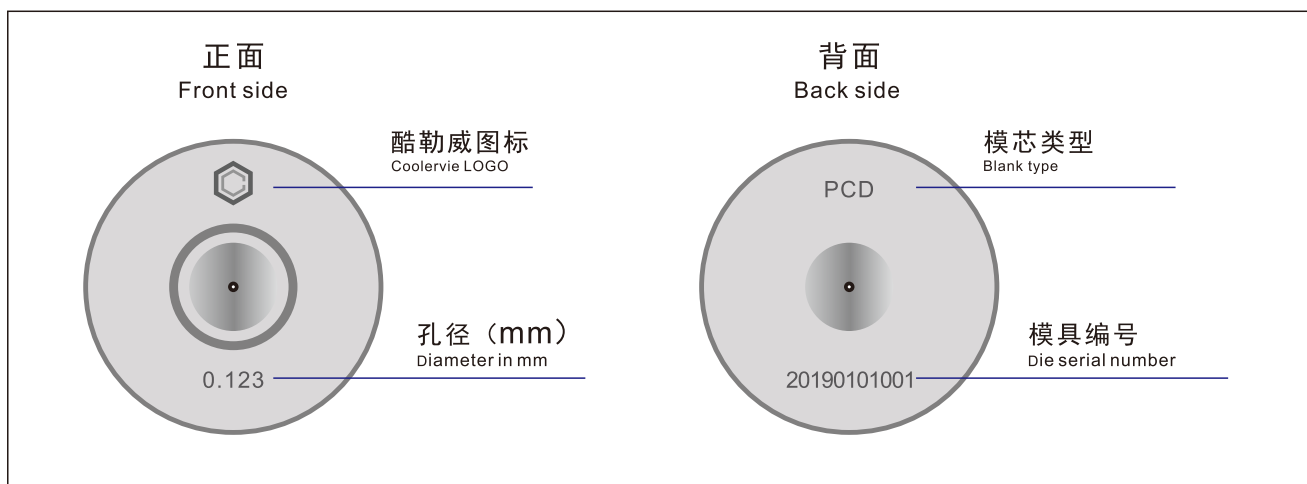 正面
Front side
酷勒威图标
Coolervie LOGO
孔径（mm）
Diameter in mm
0.123
背面
Back side
模芯类型
Blank type
PCD
模具编号
Die serial number
20190101001